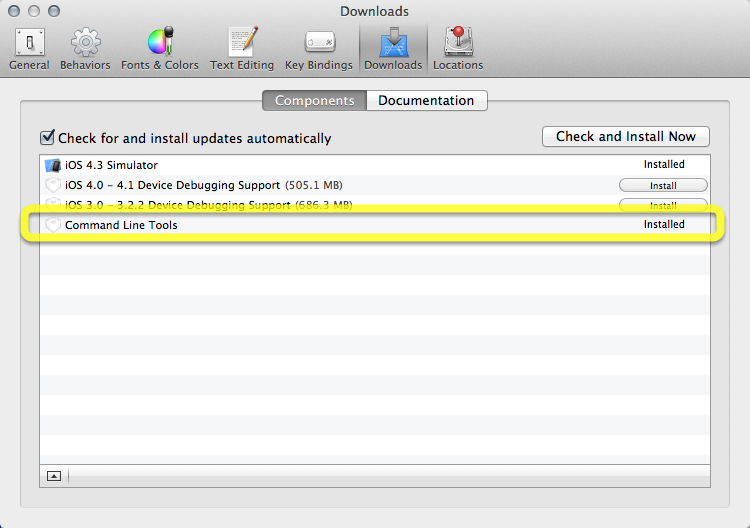 Downloads
General Behaviors Fonts & Colors Text Editing Key Bindings Downloads Locations
Components Documentation
Check for and install updates automatically Check and Install Now
iOS 4.3 Simulator Installed
iOS 4.0 – 4.1 Device Debugging Support (505.1 MB) Install
iOS 3.0 – 3.2.2 Device Debugging Support (686.3 MB) Install
Command Line Tools Installed